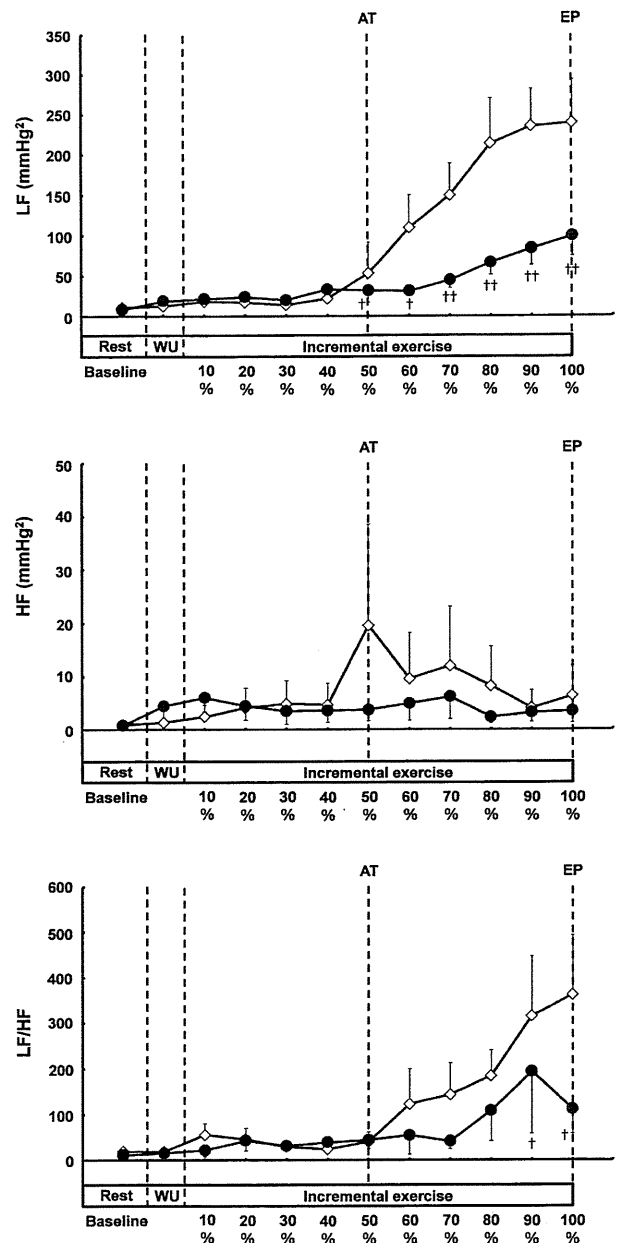 AT EP
350
300
250
200
150
100
50
0
LF (mmHg²)
† † †† †† †† ††
Rest WU Incremental exercise
Baseline 10 20 30 40 50 60 70 80 90 100
% % % % % % % % % %
AT EP
50
40
30
20
10
0
HF (mmHg²)
Rest WU Incremental exercise
Baseline 10 20 30 40 50 60 70 80 90 100
% % % % % % % % % %
AT EP
600
500
400
300
200
100
0
LF/HF
† †
Rest WU Incremental exercise
Baseline 10 20 30 40 50 60 70 80 90 100
% % % % % % % % % %